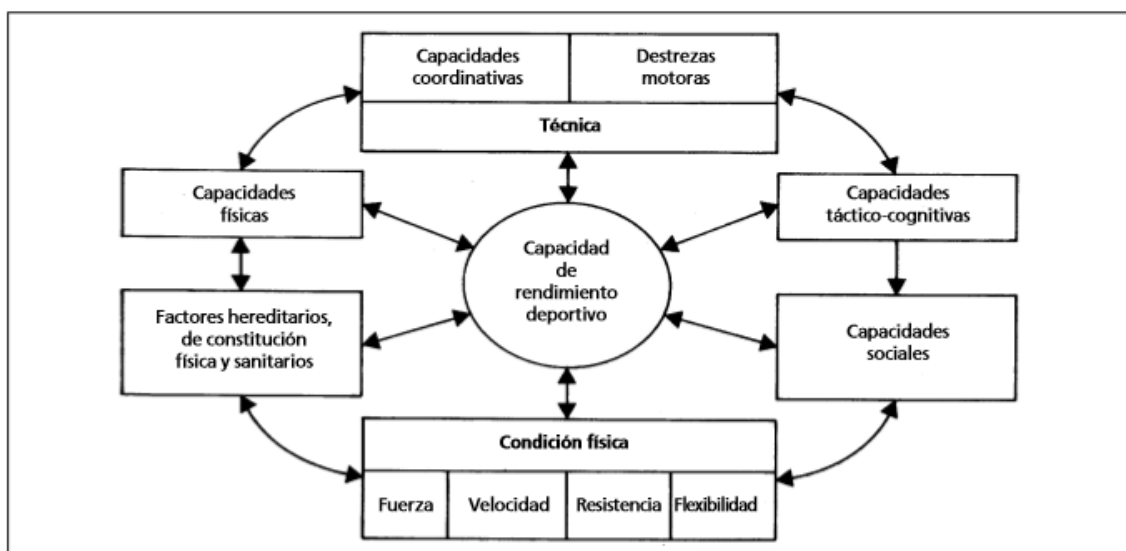 Capacidades
coordinativas
Destrezas
motoras
Técnica
Capacidades
físicas
Capacidades
táctico-cognitivas
Capacidad
de
rendimiento
deportivo
Factores hereditarios,
de constitución
física y sanitarios
Capacidades
sociales
Condición física
Fuerza
Velocidad
Resistencia
Flexibilidad